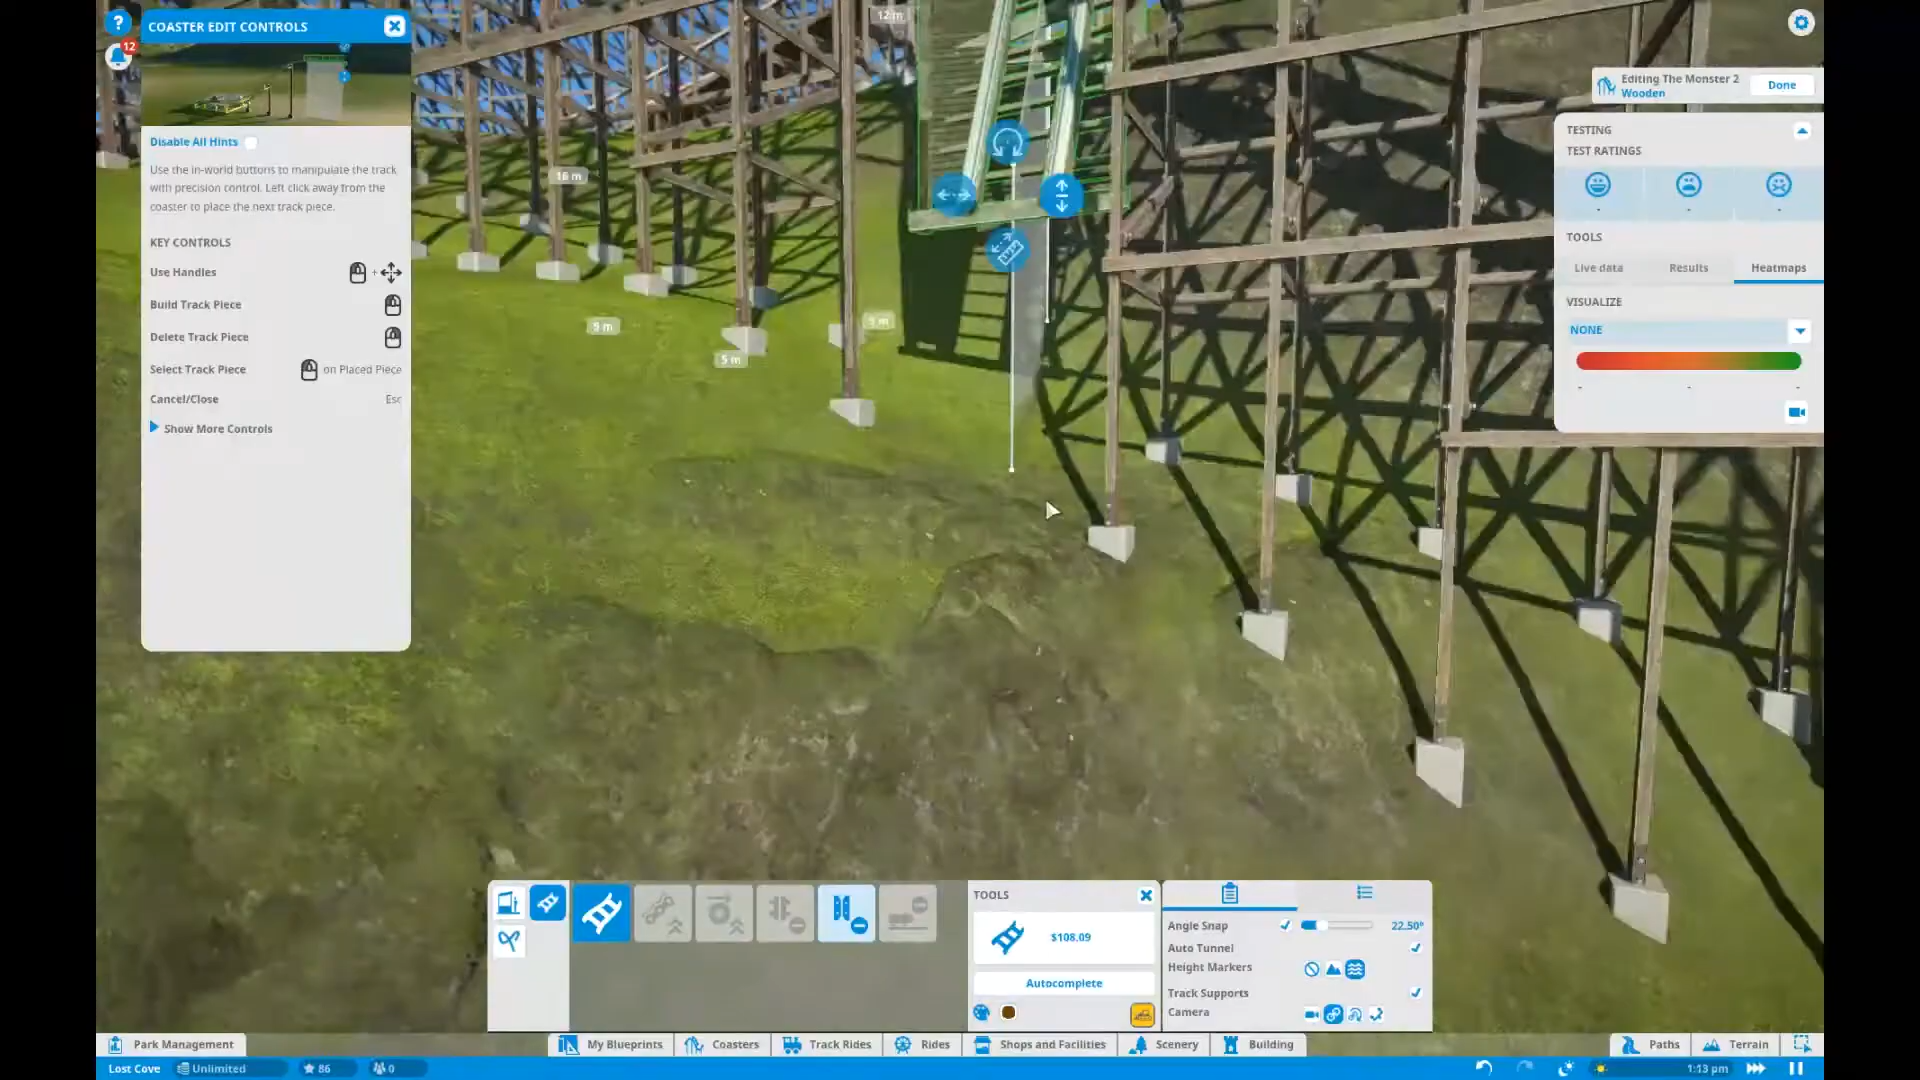 ?
12
COASTER EDIT CONTROLS
Disable All Hints
Use the in-world buttons to manipulate the track
with precision control. Left click away from the
coaster to place the next track piece.
KEY CONTROLS
Use Handles
+
Build Track Piece
Delete Track Piece
Select Track Piece
on Placed Piece
Cancel/Close
Esc
Show More Controls
12 m
16 m
9 m
5 m
Editing The Monster 2
Wooden
Done
TESTING
TEST RATINGS
- - -
TOOLS
Live data
Results
Heatmaps
VISUALIZE
NONE
- - -
TOOLS
$108.09
Autocomplete
Angle Snap
22.50°
Auto Tunnel
Height Markers
Track Supports
Camera
Park Management
My Blueprints
Coasters
Track Rides
Rides
Shops and Facilities
Scenery
Building
Paths
Terrain
Lost Cove
Unlimited
86
0
1:13 pm